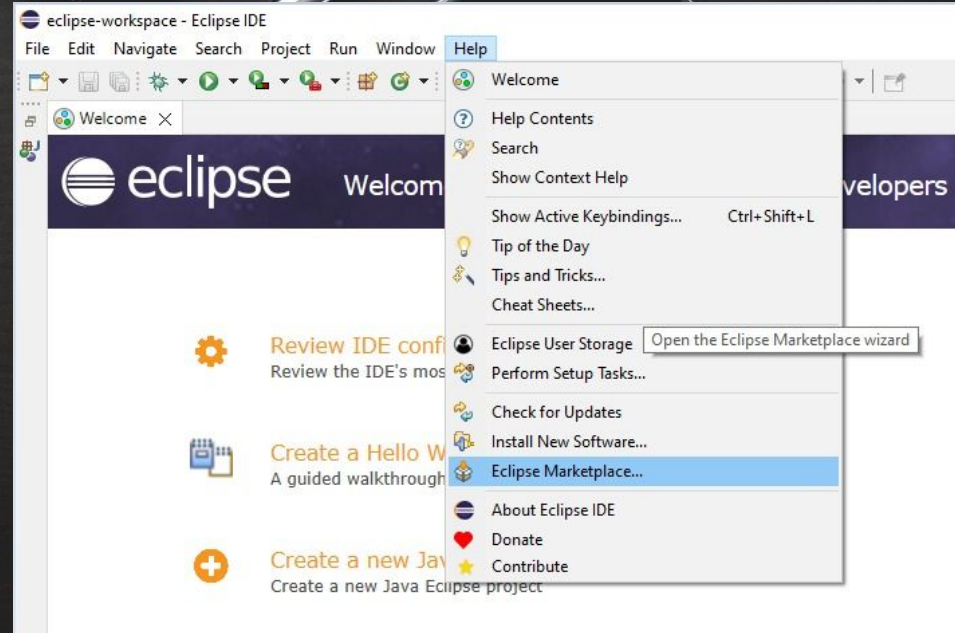 eclipse-workspace - Eclipse IDE
File Edit Navigate Search Project Run Window Help
Welcome
eclipse Welcom velopers
Review IDE confi
Review the IDE's mos
Create a Hello W
A guided walkthrough
Create a new Jav
Create a new Java Eclipse project
Welcome
Help Contents
Search
Show Context Help
Show Active Keybindings... Ctrl+Shift+L
Tip of the Day
Tips and Tricks...
Cheat Sheets...
Eclipse User Storage
Open the Eclipse Marketplace wizard
Perform Setup Tasks...
Check for Updates
Install New Software...
Eclipse Marketplace...
About Eclipse IDE
Donate
Contribute